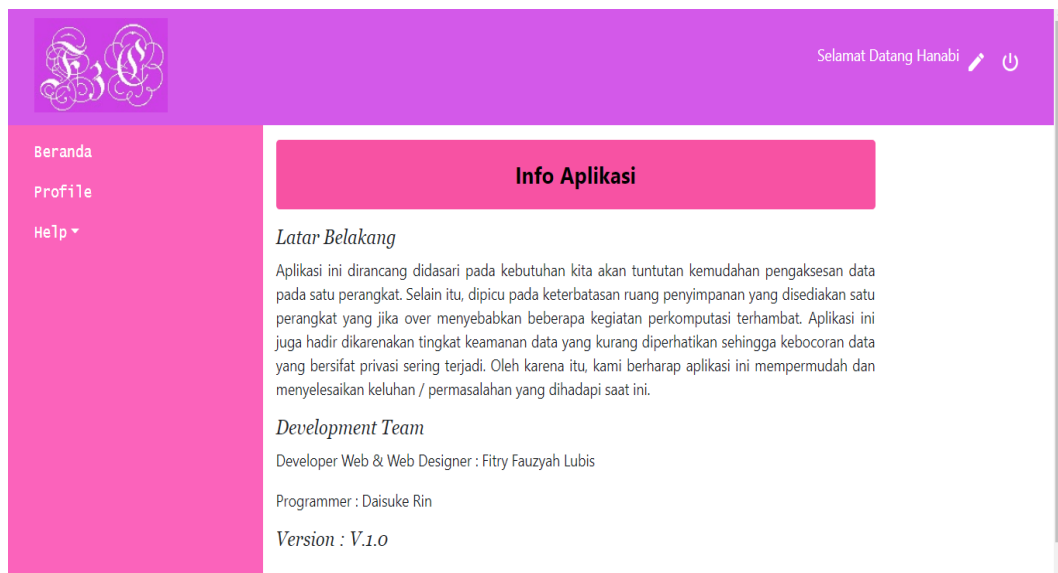 Selamat Datang Hanabi
Beranda
Profile
Help
Info Aplikasi
Latar Belakang
Aplikasi ini dirancang didasari pada kebutuhan kita akan tuntutan kemudahan pengaksesan data
pada satu perangkat. Selain itu, dipicu pada keterbatasan ruang penyimpanan yang disediakan satu
perangkat yang jika over menyebabkan beberapa kegiatan perkomputasi terhambat. Aplikasi ini
juga hadir dikarenakan tingkat keamanan data yang kurang diperhatikan sehingga kebocoran data
yang bersifat privasi sering terjadi. Oleh karena itu, kami berharap aplikasi ini mempermudah dan
menyelesaikan keluhan / permasalahan yang dihadapi saat ini.
Development Team
Developer Web & Web Designer : Fitry Fauzyah Lubis
Programmer : Daisuke Rin
Version : V.1.0